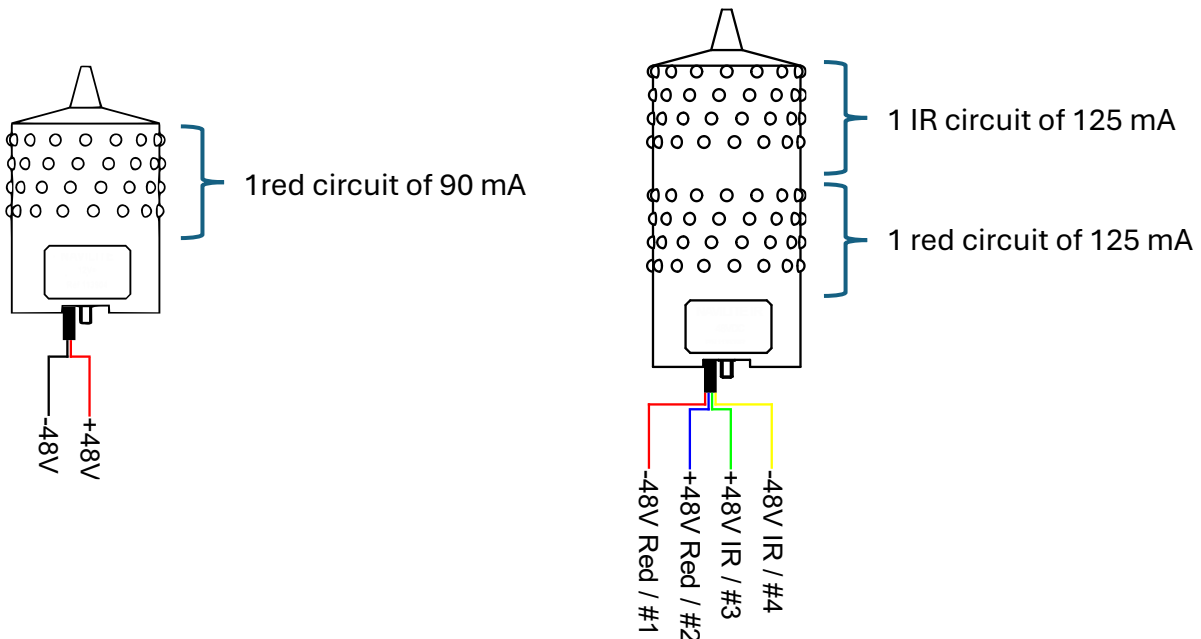 1red circuit of 90 mA
-48V
+48V
1 IR circuit of 125 mA
1 red circuit of 125 mA
-48V Red / #1
+48V Red / #2
+48V IR / #3
-48V IR / #4